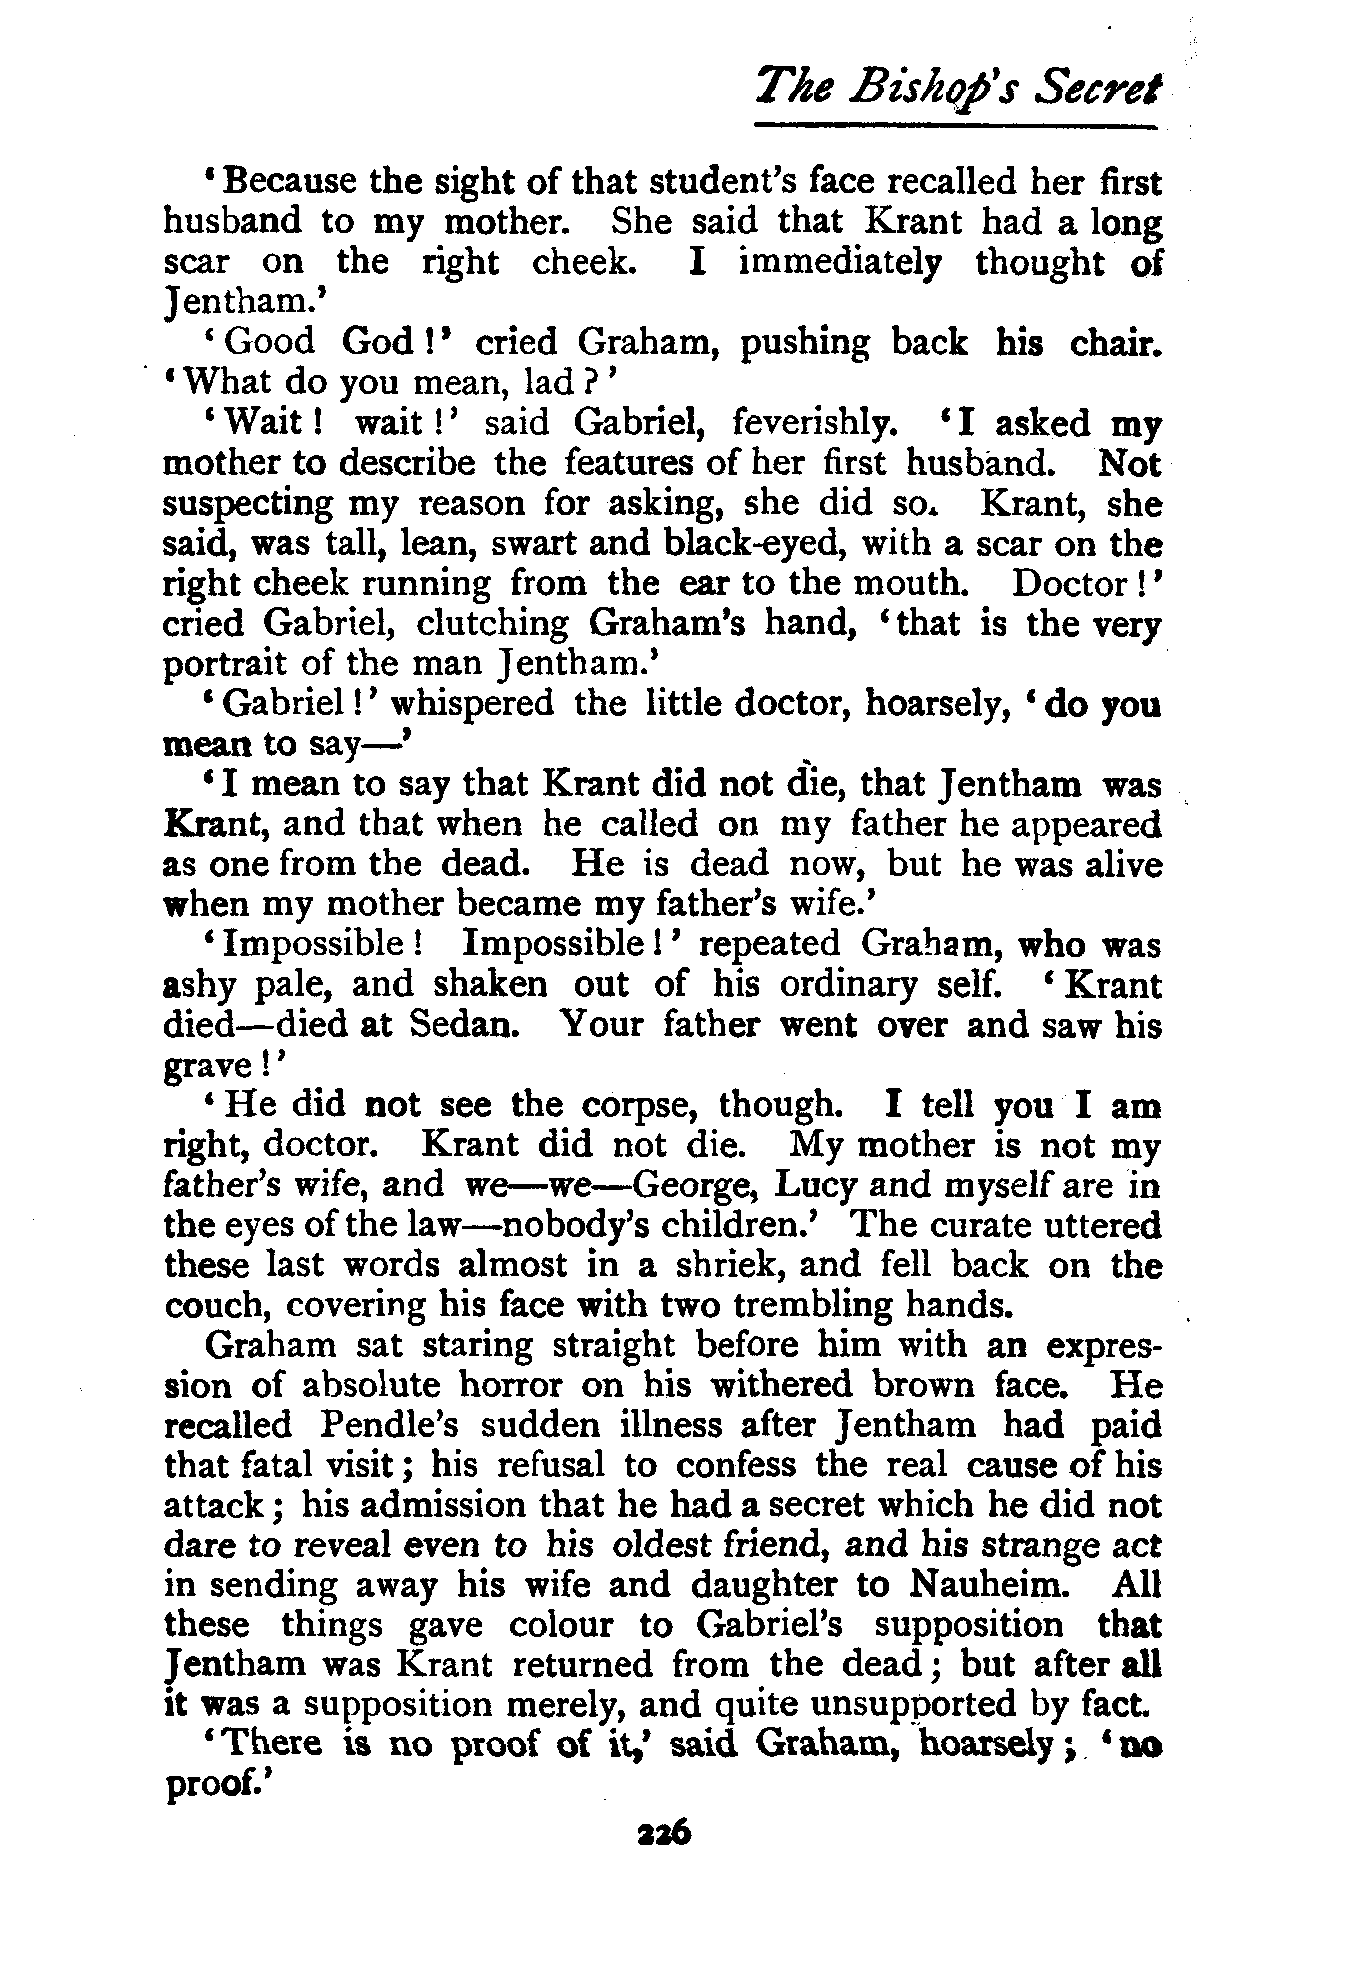 The Bishop's Secret
‘Because the sight of that student's face recalled her first
husband to my mother. She said that Krant had a long
scar on the right cheek. I immediately thought of
Jentham.’
‘Good God!’ cried Graham, pushing back his chair.
‘What do you mean, lad?’
‘Wait! wait!’ said Gabriel, feverishly. ‘I asked my
mother to describe the features of her first husband. Not
suspecting my reason for asking, she did so. Krant, she
said, was tall, lean, swart and black-eyed, with a scar on the
right cheek running from the ear to the mouth. Doctor!’
cried Gabriel, clutching Graham's hand, ‘that is the very
portrait of the man Jentham.’
‘Gabriel!’ whispered the little doctor, hoarsely, ‘do you
mean to say—’
‘I mean to say that Krant did not die, that Jentham was
Krant, and that when he called on my father he appeared
as one from the dead. He is dead now, but he was alive
when my mother became my father's wife.’
‘Impossible! Impossible!’ repeated Graham, who was
ashy pale, and shaken out of his ordinary self. ‘Krant
died—died at Sedan. Your father went over and saw his
grave!’
‘He did not see the corpse, though. I tell you I am
right, doctor. Krant did not die. My mother is not my
father's wife, and we—we—George, Lucy and myself are in
the eyes of the law—nobody's children.’ The curate uttered
these last words almost in a shriek, and fell back on the
couch, covering his face with two trembling hands.
Graham sat staring straight before him with an expres-
sion of absolute horror on his withered brown face. He
recalled Pendle's sudden illness after Jentham had paid
that fatal visit; his refusal to confess the real cause of his
attack; his admission that he had a secret which he did not
dare to reveal even to his oldest friend, and his strange act
in sending away his wife and daughter to Nauheim. All
these things gave colour to Gabriel's supposition that
Jentham was Krant returned from the dead; but after all
it was a supposition merely, and quite unsupported by fact.
‘There is no proof of it,’ said Graham, hoarsely; ‘no
proof.’
226